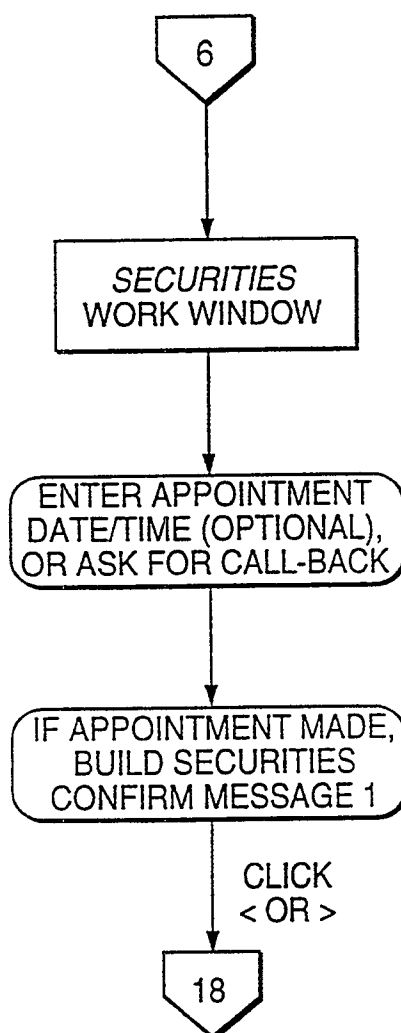 6
SECURITIES
WORK WINDOW
ENTER APPOINTMENT
DATE/TIME (OPTIONAL),
OR ASK FOR CALL-BACK
IF APPOINTMENT MADE,
BUILD SECURITIES
CONFIRM MESSAGE 1
CLICK
< OR >
18